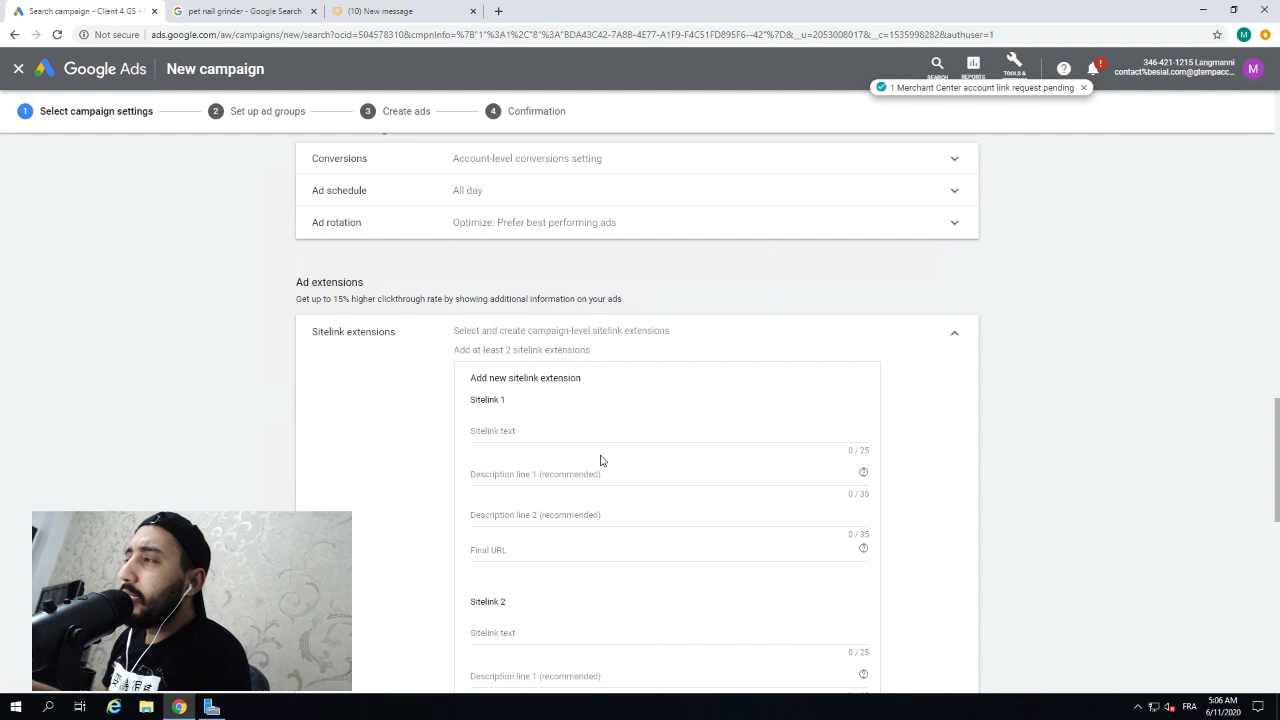 Search campaign - Client 4 GS -
pet nail grinder - Google Search
(10) New message
Not secure
ads.google.com/aw/campaigns/new/search?ocid=504578310&cmpnInfo=%7B"1"%3A1%2C"8"%3A"BDA43C42-7A8B-4E77-A1F9-F4C51FD895F6--42"%7D&__u=2053008017&__c=1535998282&authuser=1
M
Google Ads
New campaign
SEARCH
REPORTS
TOOLS &
SETTINGS
346-421-1215 Langmanni
contact%besial.com@gtempacc...
M
1 Merchant Center account link request pending
1
Select campaign settings
2
Set up ad groups
3
Create ads
4
Confirmation
Conversions
Account-level conversions setting
Ad schedule
All day
Ad rotation
Optimize: Prefer best performing ads
Ad extensions
Get up to 15% higher clickthrough rate by showing additional information on your ads
Sitelink extensions
Select and create campaign-level sitelink extensions
Add at least 2 sitelink extensions
Add new sitelink extension
Sitelink 1
Sitelink text
0 / 25
Description line 1 (recommended)
0 / 35
Description line 2 (recommended)
0 / 35
Final URL
Sitelink 2
Sitelink text
0 / 25
Description line 1 (recommended)
FRA
5:06 AM
6/11/2020